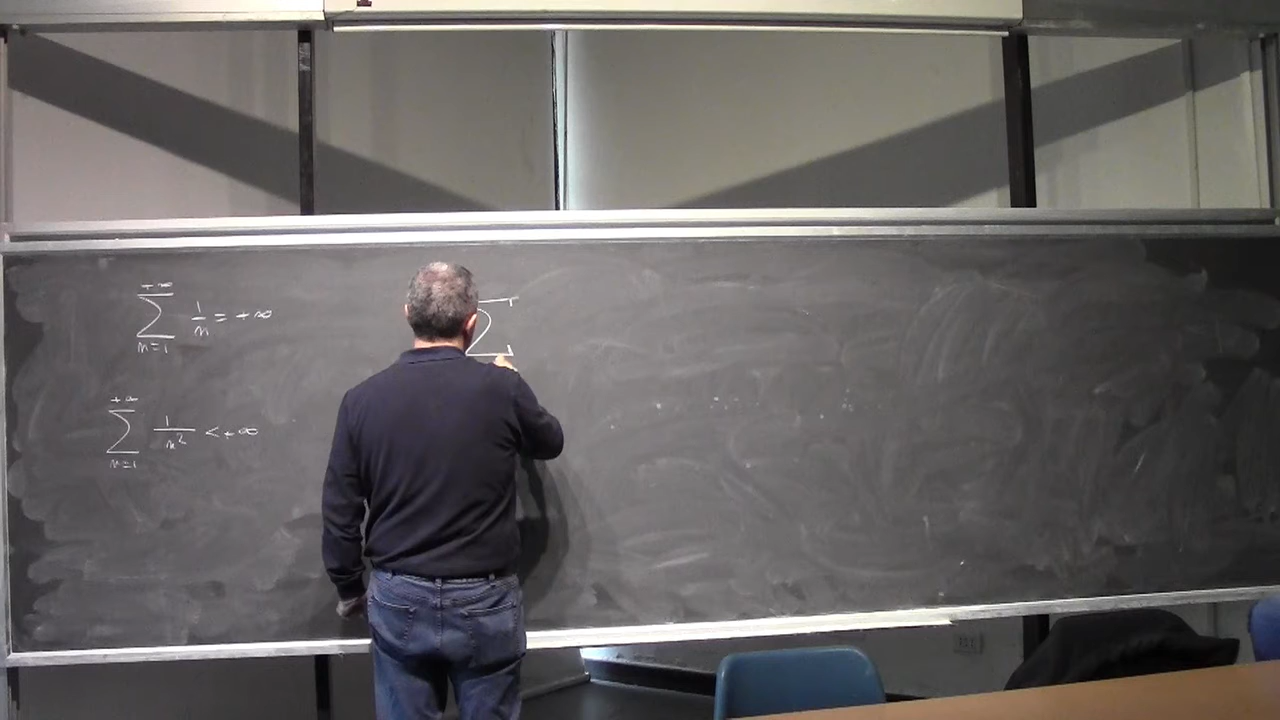 +∞
∑ 1/n = +∞
n=1
∑
+∞
∑ 1/n² < +∞
n=1